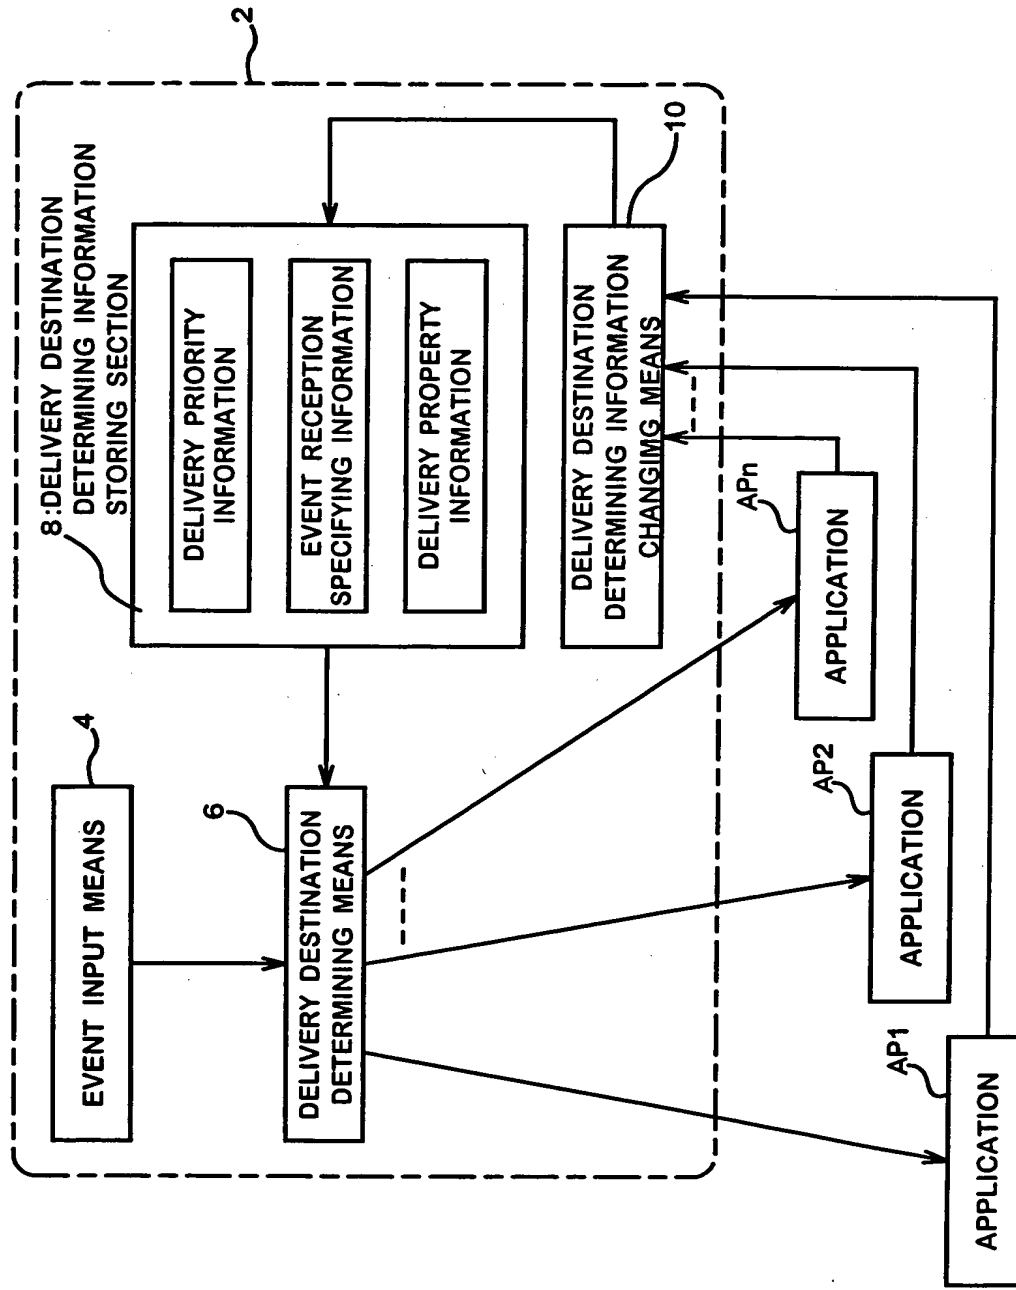 2
8:DELIVERY DESTINATION
DETERMINING INFORMATION
STORING SECTION
4
EVENT INPUT MEANS
DELIVERY PRIORITY
INFORMATION
EVENT RECEPTION
SPECIFYING INFORMATION
DELIVERY PROPERTY
INFORMATION
6
DELIVERY DESTINATION
DETERMINING MEANS
10
DELIVERY DESTINATION
DETERMINING INFORMATION
CHANGIMG MEANS
AP1
APPLICATION
AP2
APPLICATION
APn
APPLICATION